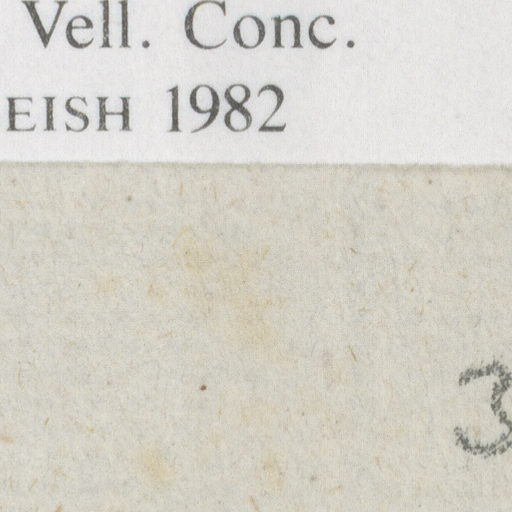 Vell. Conc.
EISH 1982
3